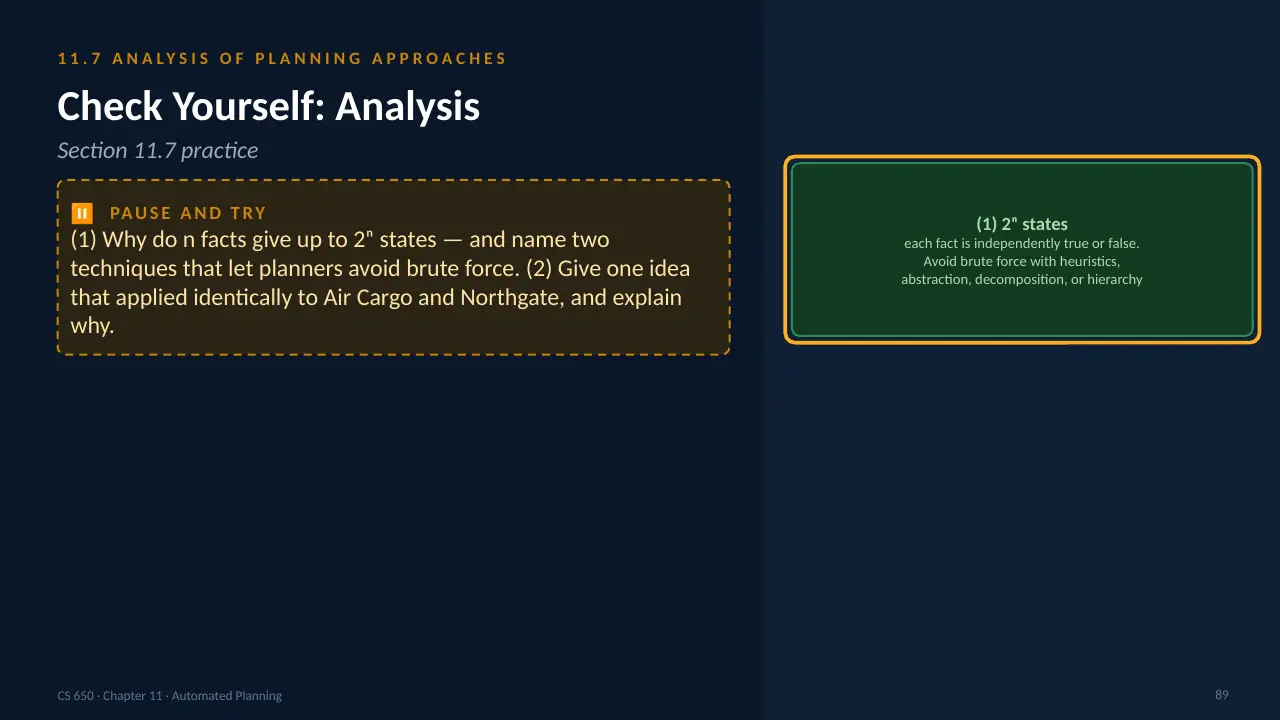 11.7 ANALYSIS OF PLANNING APPROACHES
Check Yourself: Analysis
Section 11.7 practice
⏸ PAUSE AND TRY
(1) Why do n facts give up to 2ⁿ states — and name two
techniques that let planners avoid brute force. (2) Give one idea
that applied identically to Air Cargo and Northgate, and explain
why.
(1) 2ⁿ states
each fact is independently true or false.
Avoid brute force with heuristics,
abstraction, decomposition, or hierarchy
CS 650 · Chapter 11 · Automated Planning
89